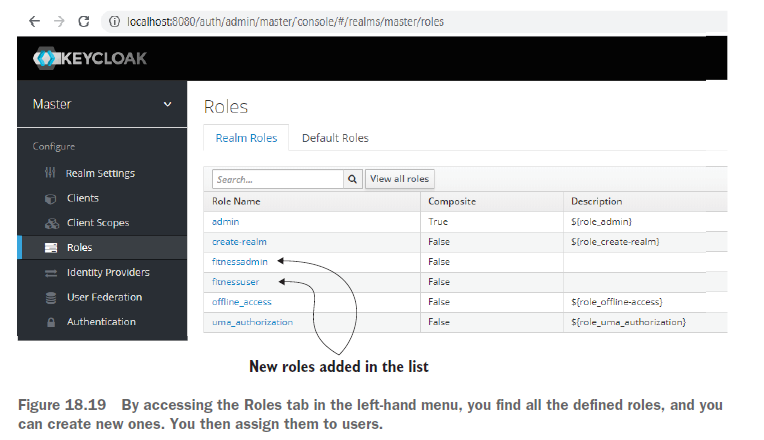 localhost:8080/auth/admin/master/console/#/realms/master/roles
KEYCLOAK
Master
Configure
Realm Settings
Clients
Client Scopes
Roles
Identity Providers
User Federation
Authentication
Roles
Realm Roles Default Roles
Search... View all roles
Role Name Composite Description
admin True ${role_admin}
create-realm False ${role_create-realm}
fitnessadmin False
fitnessuser False
offline_access False ${role_offline-access}
uma_authorization False ${role_uma_authorization}
New roles added in the list
Figure 18.19 By accessing the Roles tab in the left-hand menu, you find all the defined roles, and you
can create new ones. You then assign them to users.